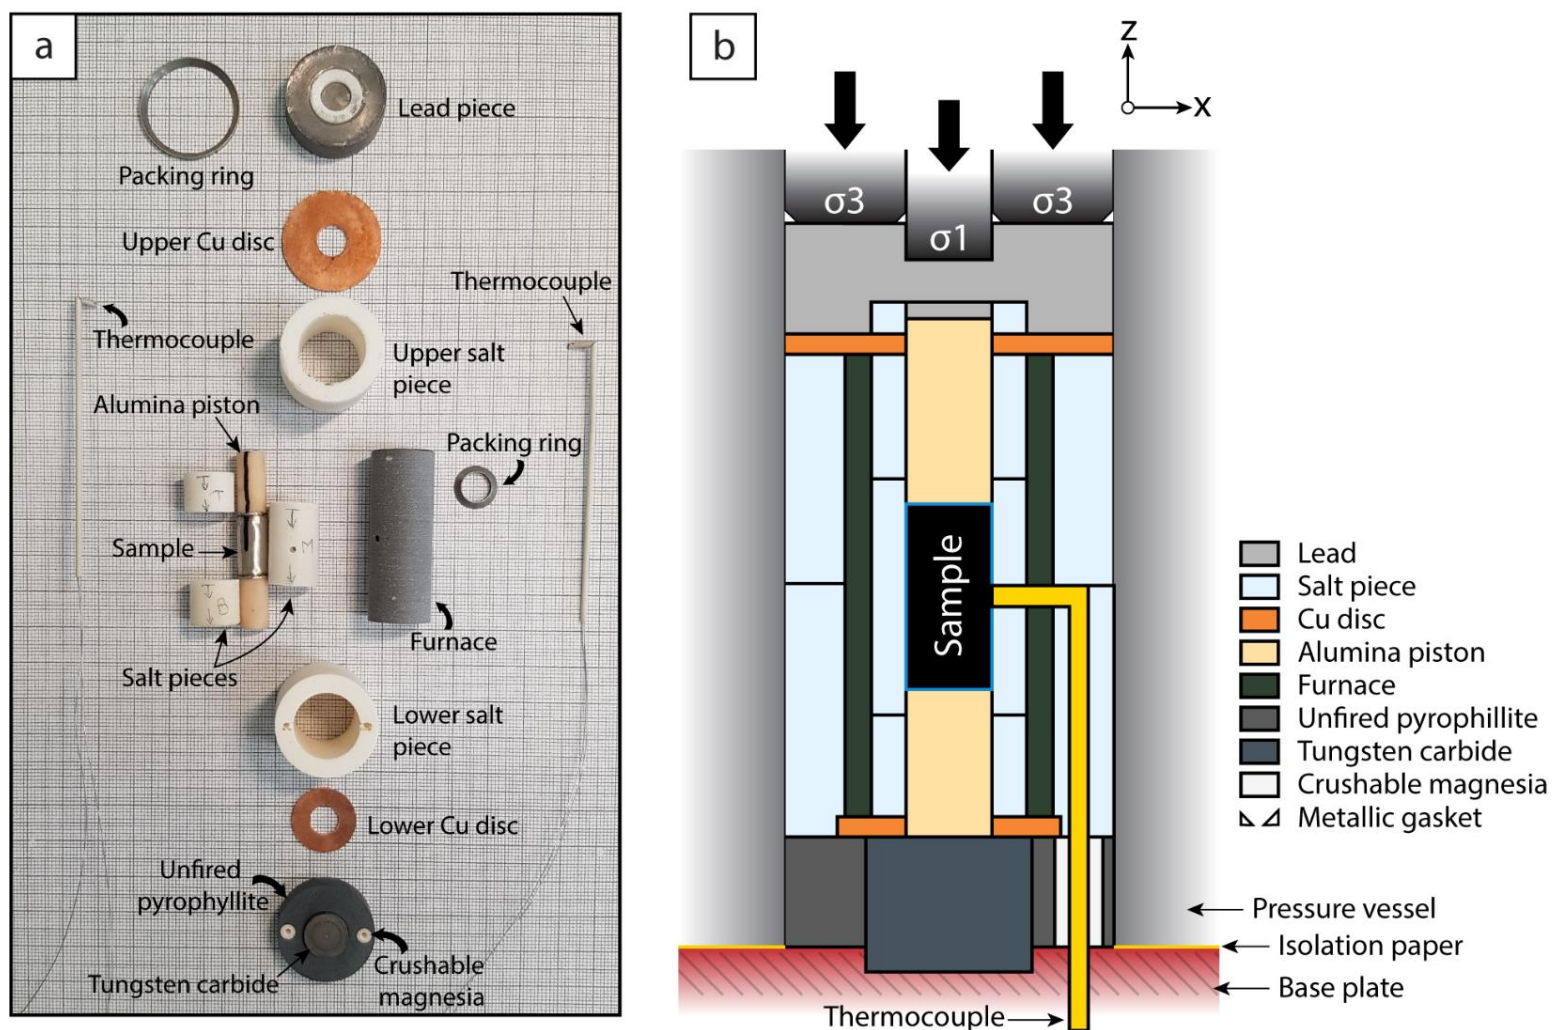 a
Lead piece
Packing ring
Upper Cu disc
Thermocouple
Thermocouple
Upper salt
piece
Alumina piston
Packing ring
T
M
Sample
B
Furnace
Salt pieces
Lower salt
piece
Lower Cu disc
Unfired
pyrophyllite
Crushable
magnesia
Tungsten carbide
b
z
x
σ3
σ3
σ1
Sample
Lead
Salt piece
Cu disc
Alumina piston
Furnace
Unfired pyrophillite
Tungsten carbide
Crushable magnesia
Metallic gasket
Pressure vessel
Isolation paper
Base plate
Thermocouple